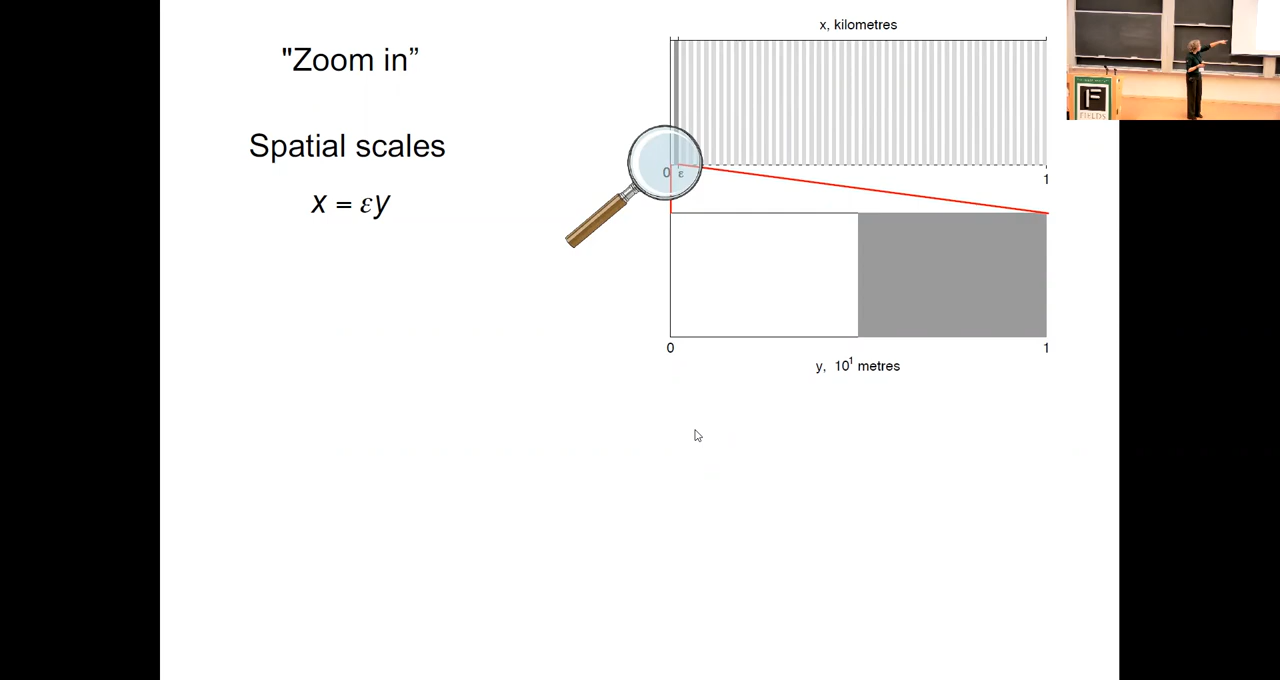 "Zoom in”
Spatial scales
x = εy
x, kilometres
0 ε
1
0
1
y, 10¹ metres
F
FIELDS